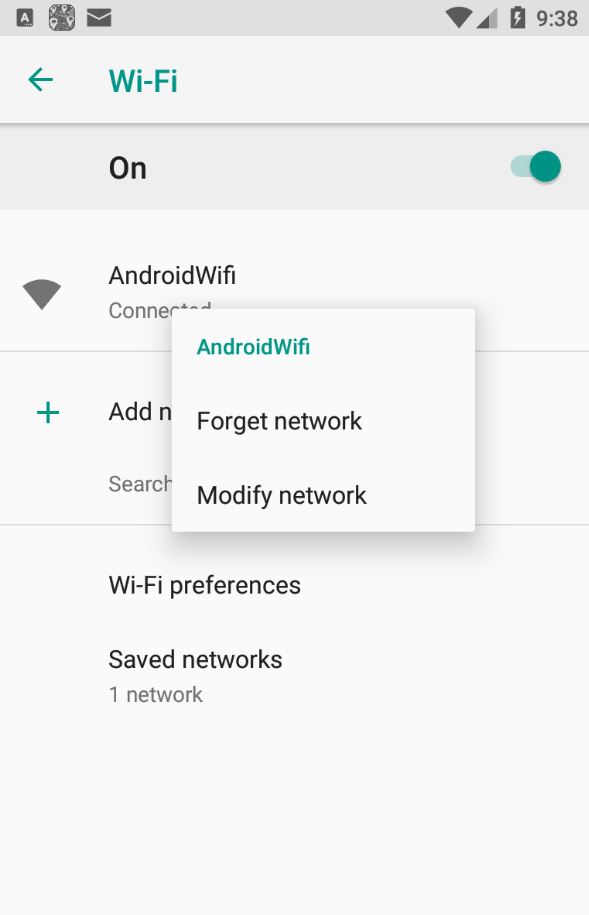 A
9:38
Wi-Fi
On
AndroidWifi
Connected
AndroidWifi
Add n
Forget network
Search
Modify network
Wi-Fi preferences
Saved networks
1 network